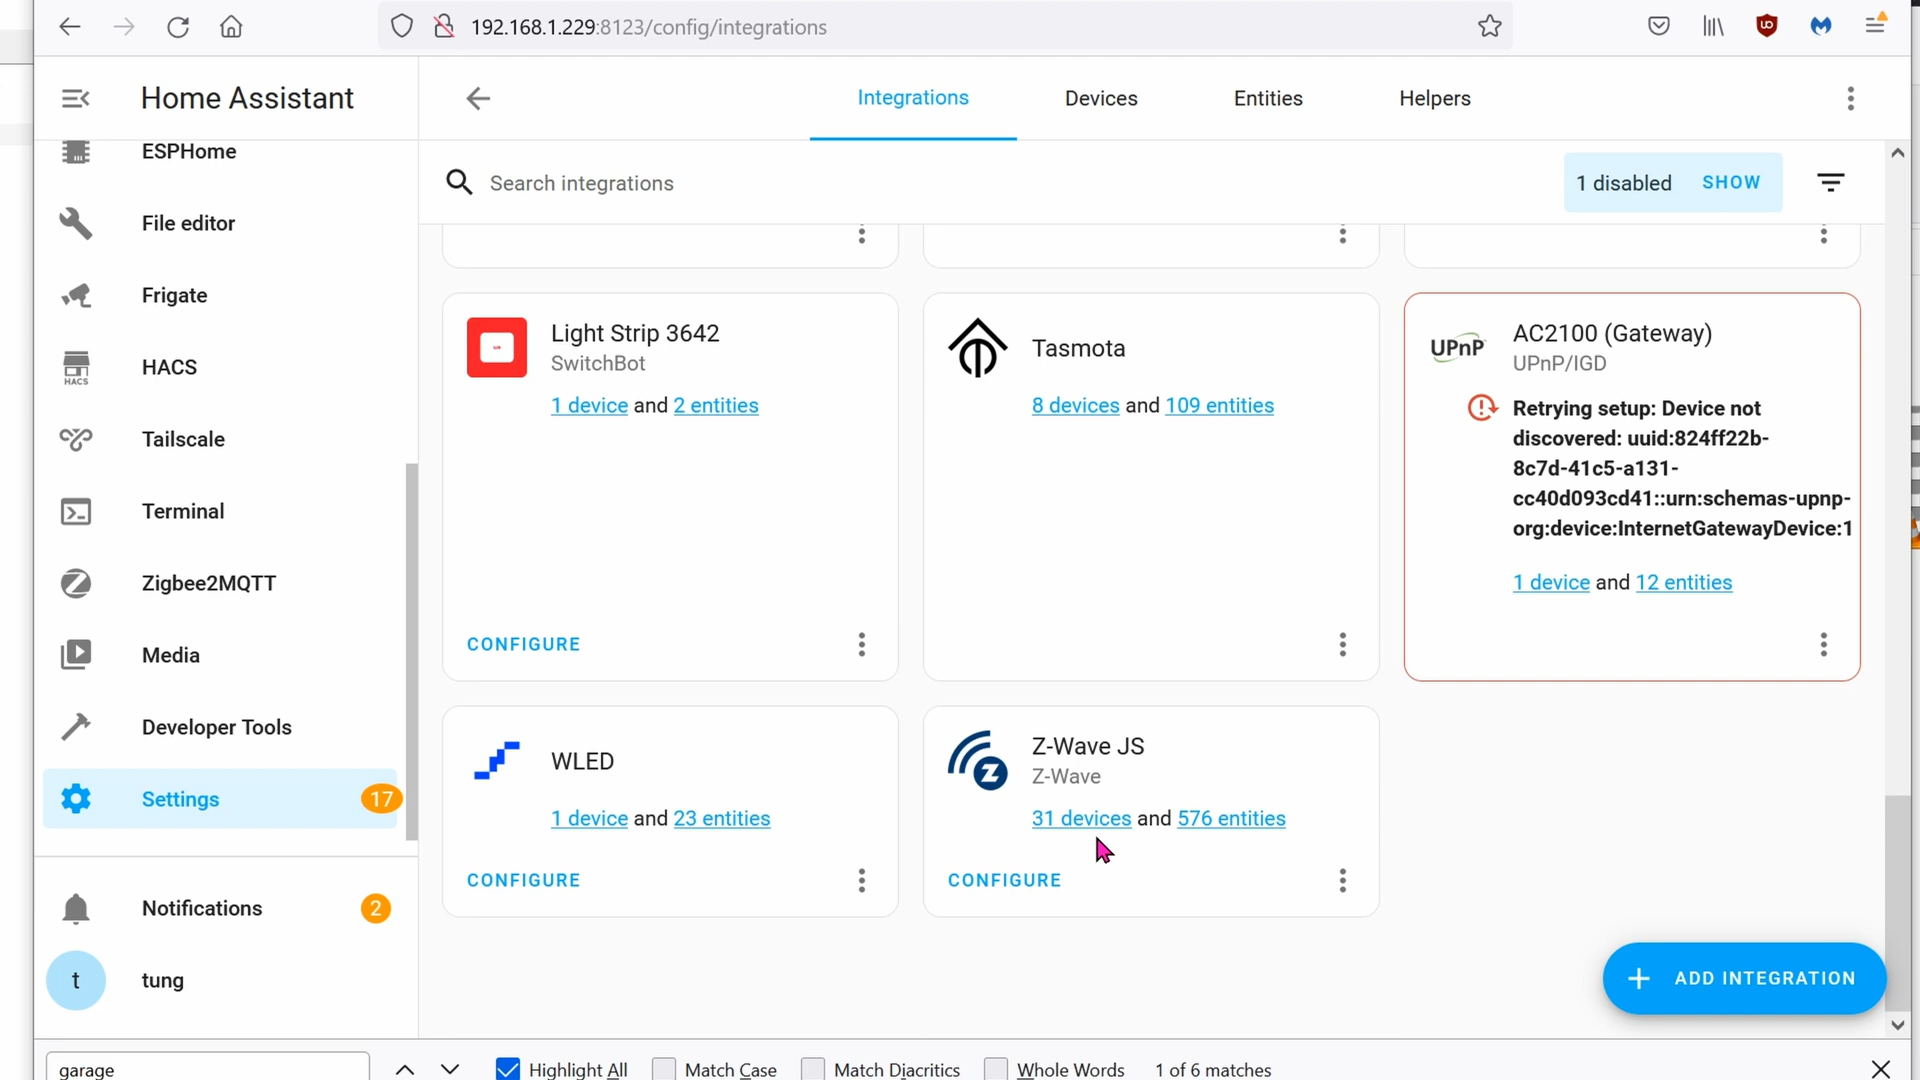 192.168.1.229:8123/config/integrations
Home Assistant
Integrations
Devices
Entities
Helpers
ESPHome
Search integrations
1 disabled
SHOW
File editor
Frigate
HACS
HACS
Tailscale
Terminal
Zigbee2MQTT
Media
Developer Tools
Settings
17
Notifications
2
t
tung
Light Strip 3642
SwitchBot
1 device and 2 entities
CONFIGURE
Tasmota
8 devices and 109 entities
UPnP
AC2100 (Gateway)
UPnP/IGD
Retrying setup: Device not
discovered: uuid:824ff22b-
8c7d-41c5-a131-
cc40d093cd41::urn:schemas-upnp-
org:device:InternetGatewayDevice:1
1 device and 12 entities
WLED
1 device and 23 entities
CONFIGURE
Z
Z-Wave JS
Z-Wave
31 devices and 576 entities
CONFIGURE
ADD INTEGRATION
garage
Highlight All
Match Case
Match Diacritics
Whole Words
1 of 6 matches